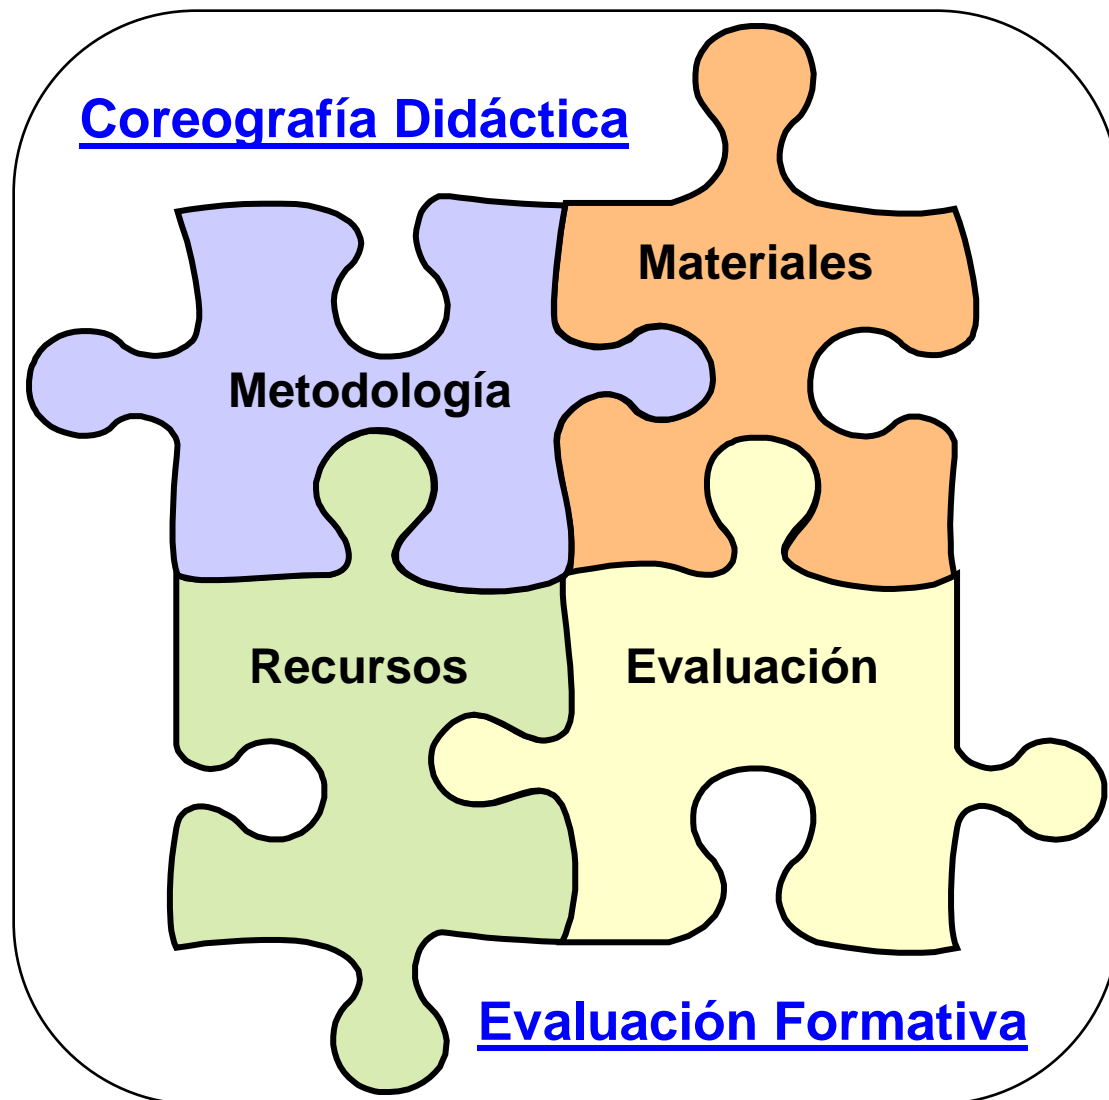 Coreografía Didáctica
Materiales
Metodología
Recursos
Evaluación
Evaluación Formativa